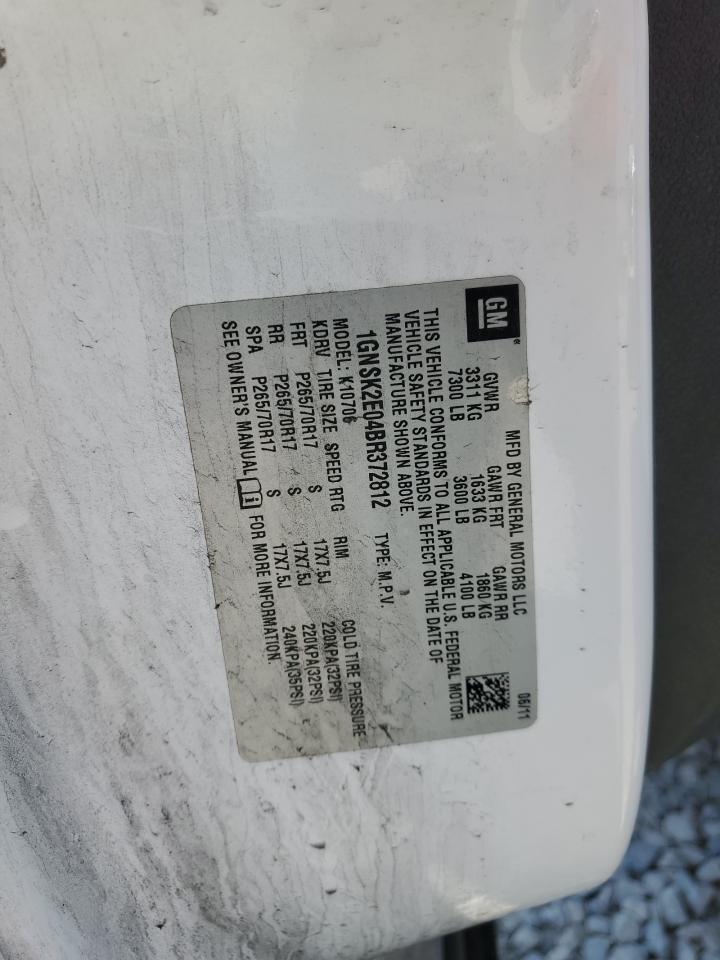 GM
MFD BY GENERAL MOTORS LLC 06/11
GVWR GAWR FRT GAWR RR
3311 KG 1633 KG 1860 KG
7300 LB 3600 LB 4100 LB
THIS VEHICLE CONFORMS TO ALL APPLICABLE U.S. FEDERAL MOTOR
VEHICLE SAFETY STANDARDS IN EFFECT ON THE DATE OF
MANUFACTURE SHOWN ABOVE.
1GNSK2E04BR372812 TYPE: M.P.V.
MODEL: K10706
KDRV TIRE SIZE SPEED RTG RIM COLD TIRE PRESSURE
FRT P265/70R17 S 17X7.5J 220KPA(32PSI)
RR P265/70R17 S 17X7.5J 220KPA(32PSI)
SPA P265/70R17 S 17X7.5J 240KPA(35PSI)
SEE OWNER'S MANUAL FOR MORE INFORMATION.